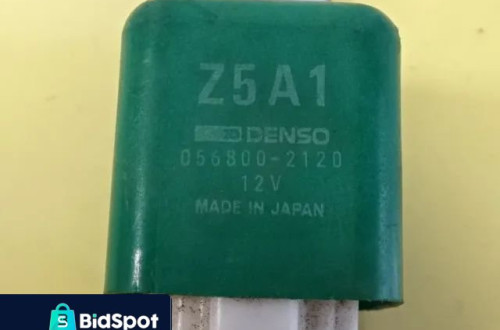 Z5A1
DENSO
056800-2120
12V
MADE IN JAPAN
S
BidSpot